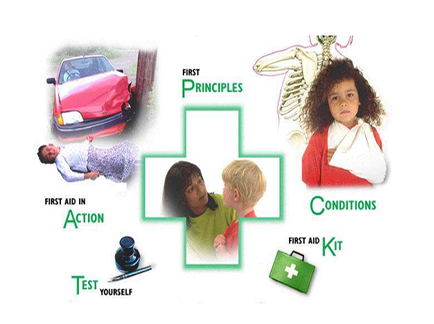 FIRST
PRINCIPLES
FIRST AID IN
ACTION
CONDITIONS
FIRST AID KIT
TEST YOURSELF